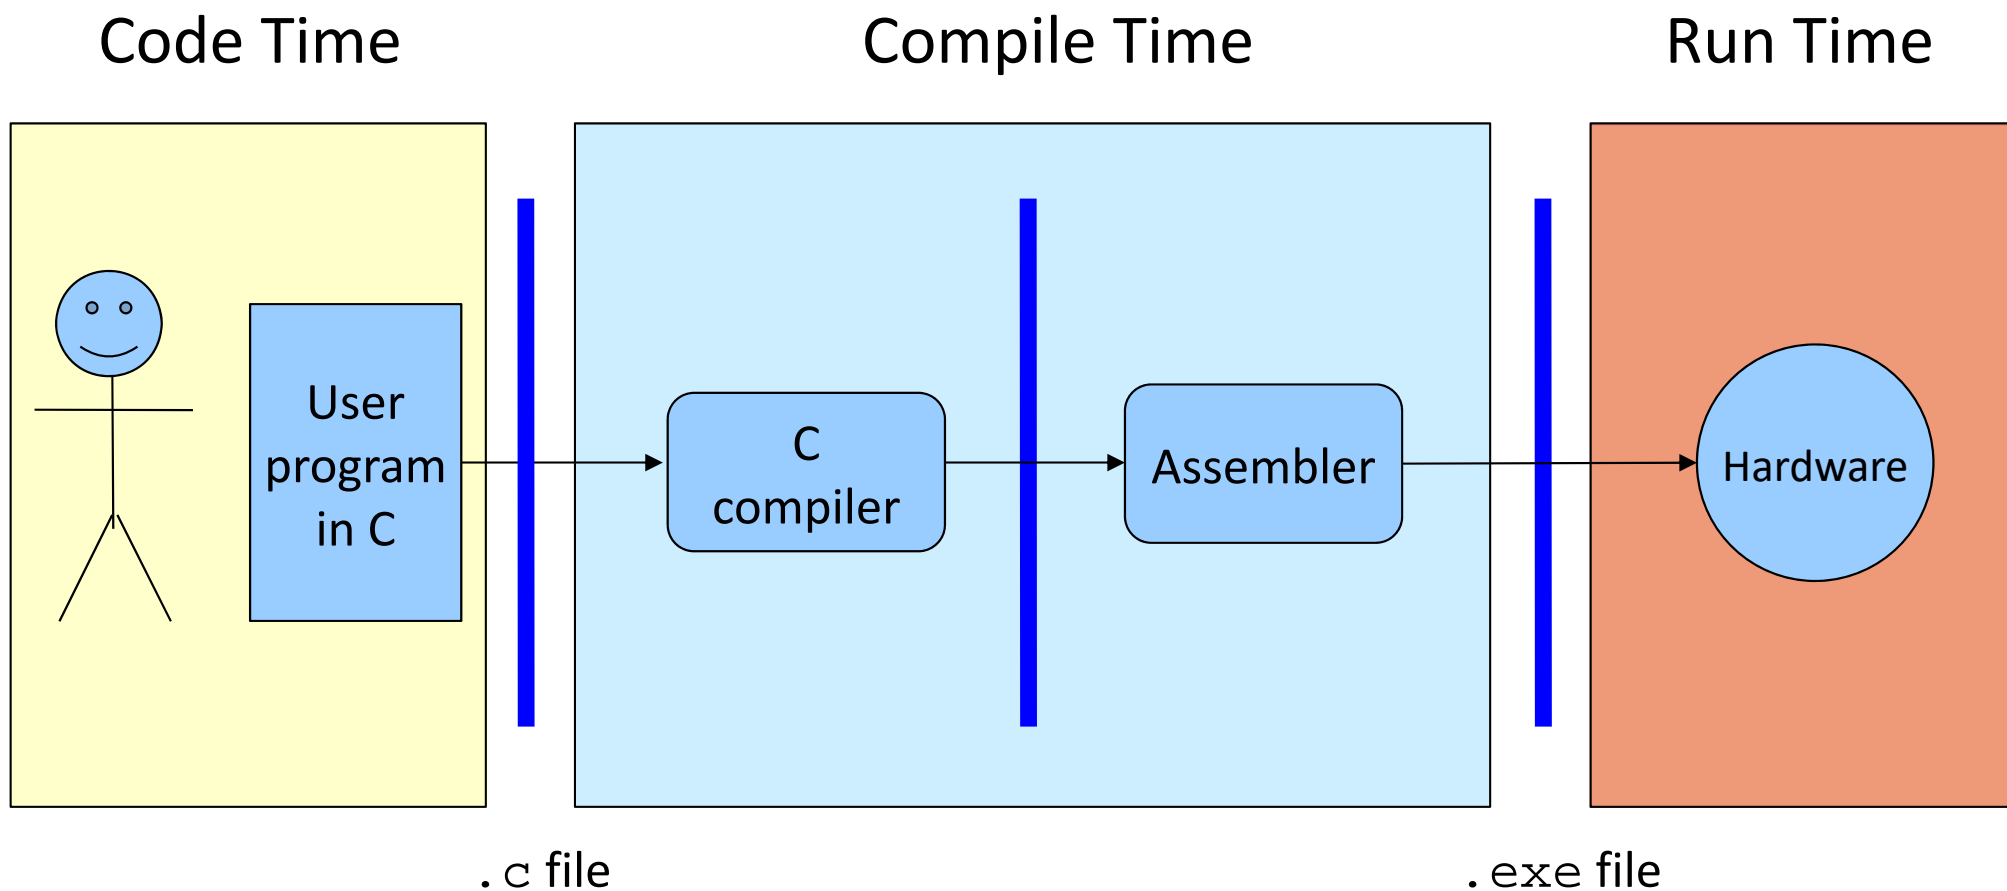 Code Time
Compile Time
Run Time
User
program
in C
C
compiler
Assembler
Hardware
.c file
.exe file